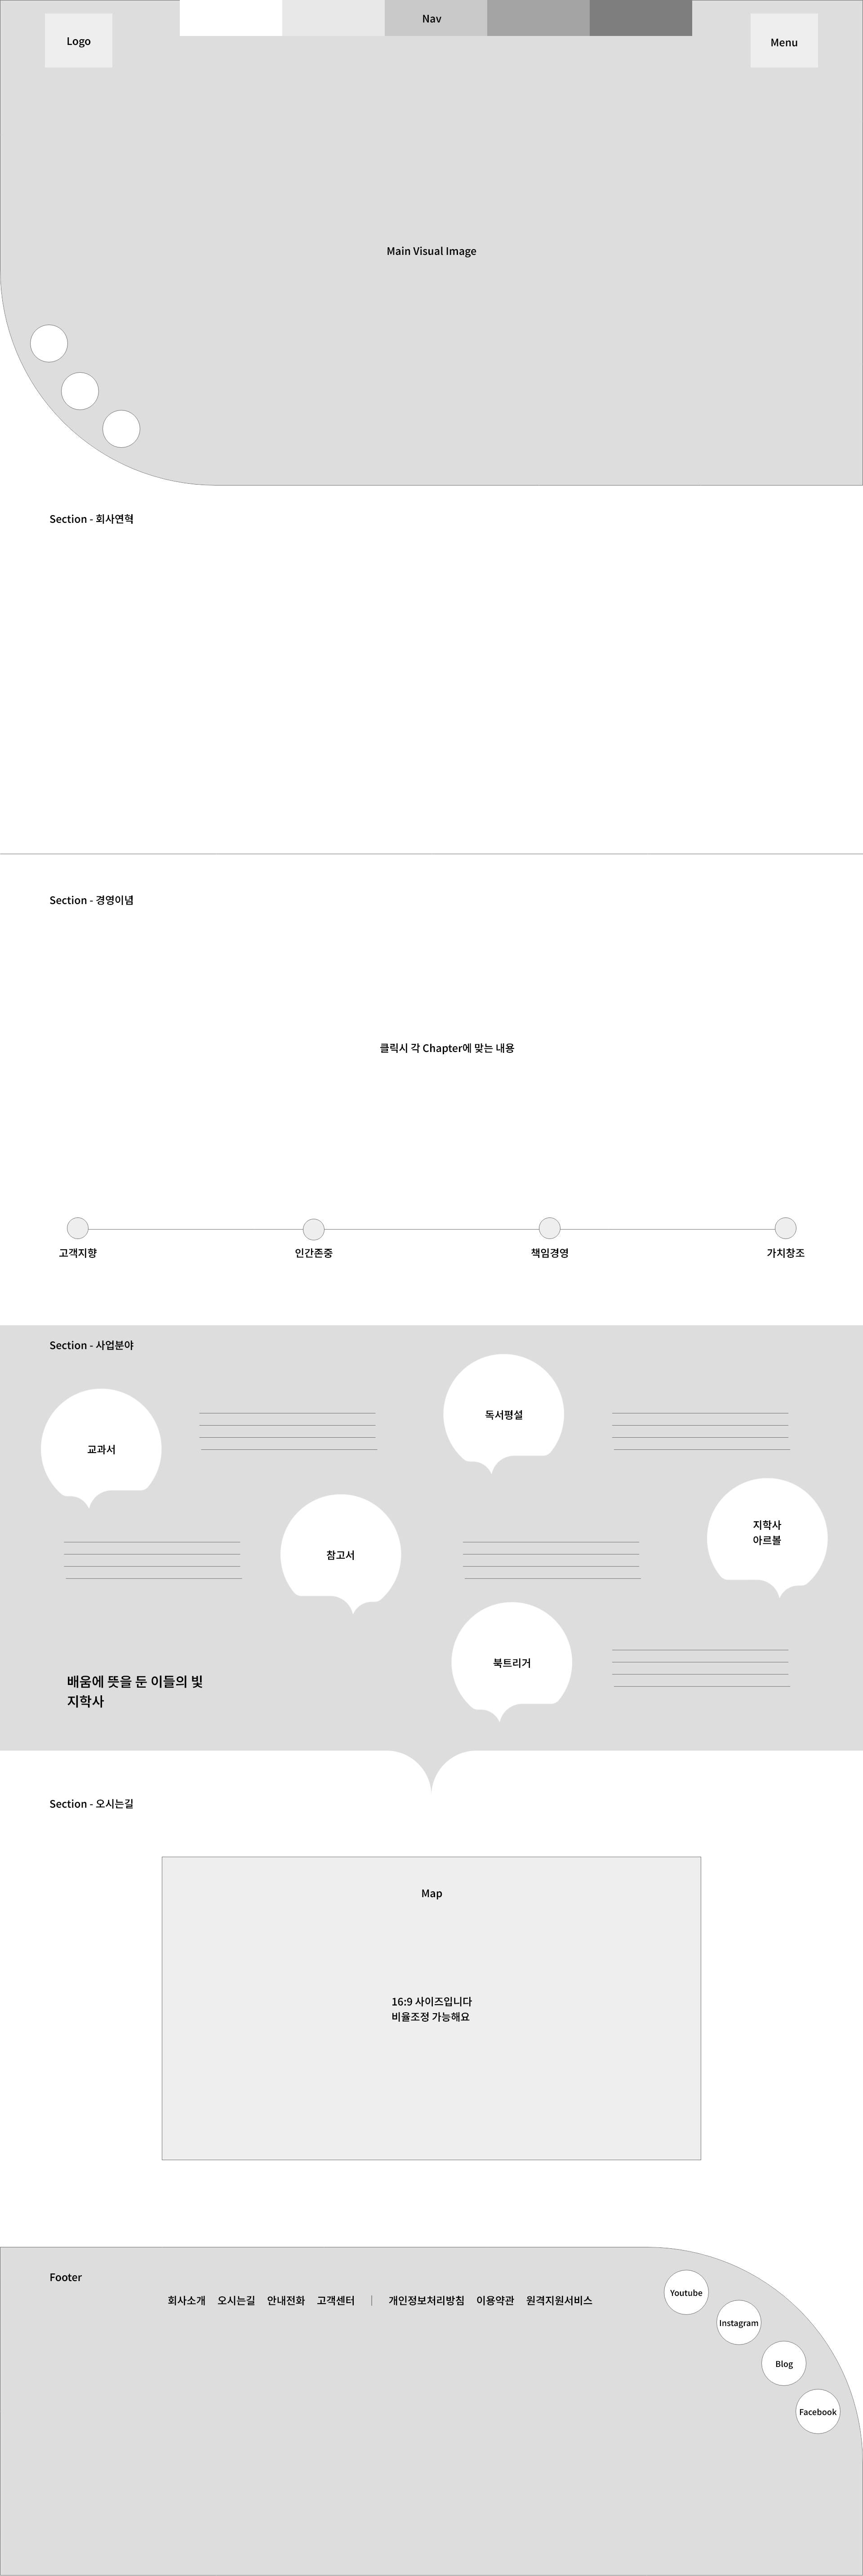 Nav
Logo
Menu
Main Visual Image
Section - 회사연혁
Section - 경영이념
클릭시 각 Chapter에 맞는 내용
고객지향
인간존중
책임경영
가치창조
Section - 사업분야
독서평설
교과서
지학사
아르볼
참고서
북트리거
배움에 뜻을 둔 이들의 빛
지학사
Section - 오시는길
Map
16:9 사이즈입니다
비율조정 가능해요
Footer
회사소개 오시는길 안내전화 고객센터 | 개인정보처리방침 이용약관 원격지원서비스
Youtube
Instagram
Blog
Facebook